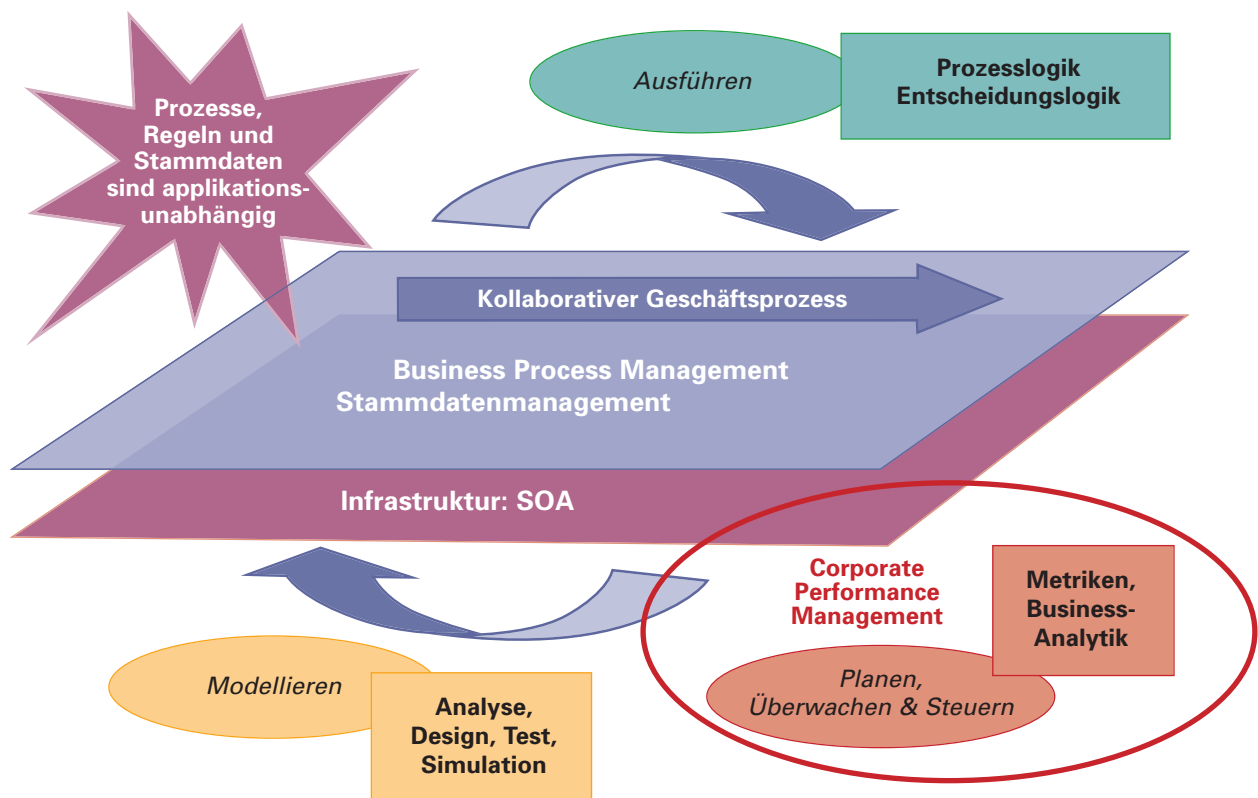 Prozesse,
Regeln und
Stammdaten
sind applikations-
unabhängig
Ausführen
Prozesslogik
Entscheidungslogik
Kollaborativer Geschäftsprozess
Business Process Management
Stammdatenmanagement
Infrastruktur: SOA
Corporate
Performance
Management
Metriken,
Business-
Analytik
Planen,
Überwachen & Steuern
Modellieren
Analyse,
Design, Test,
Simulation